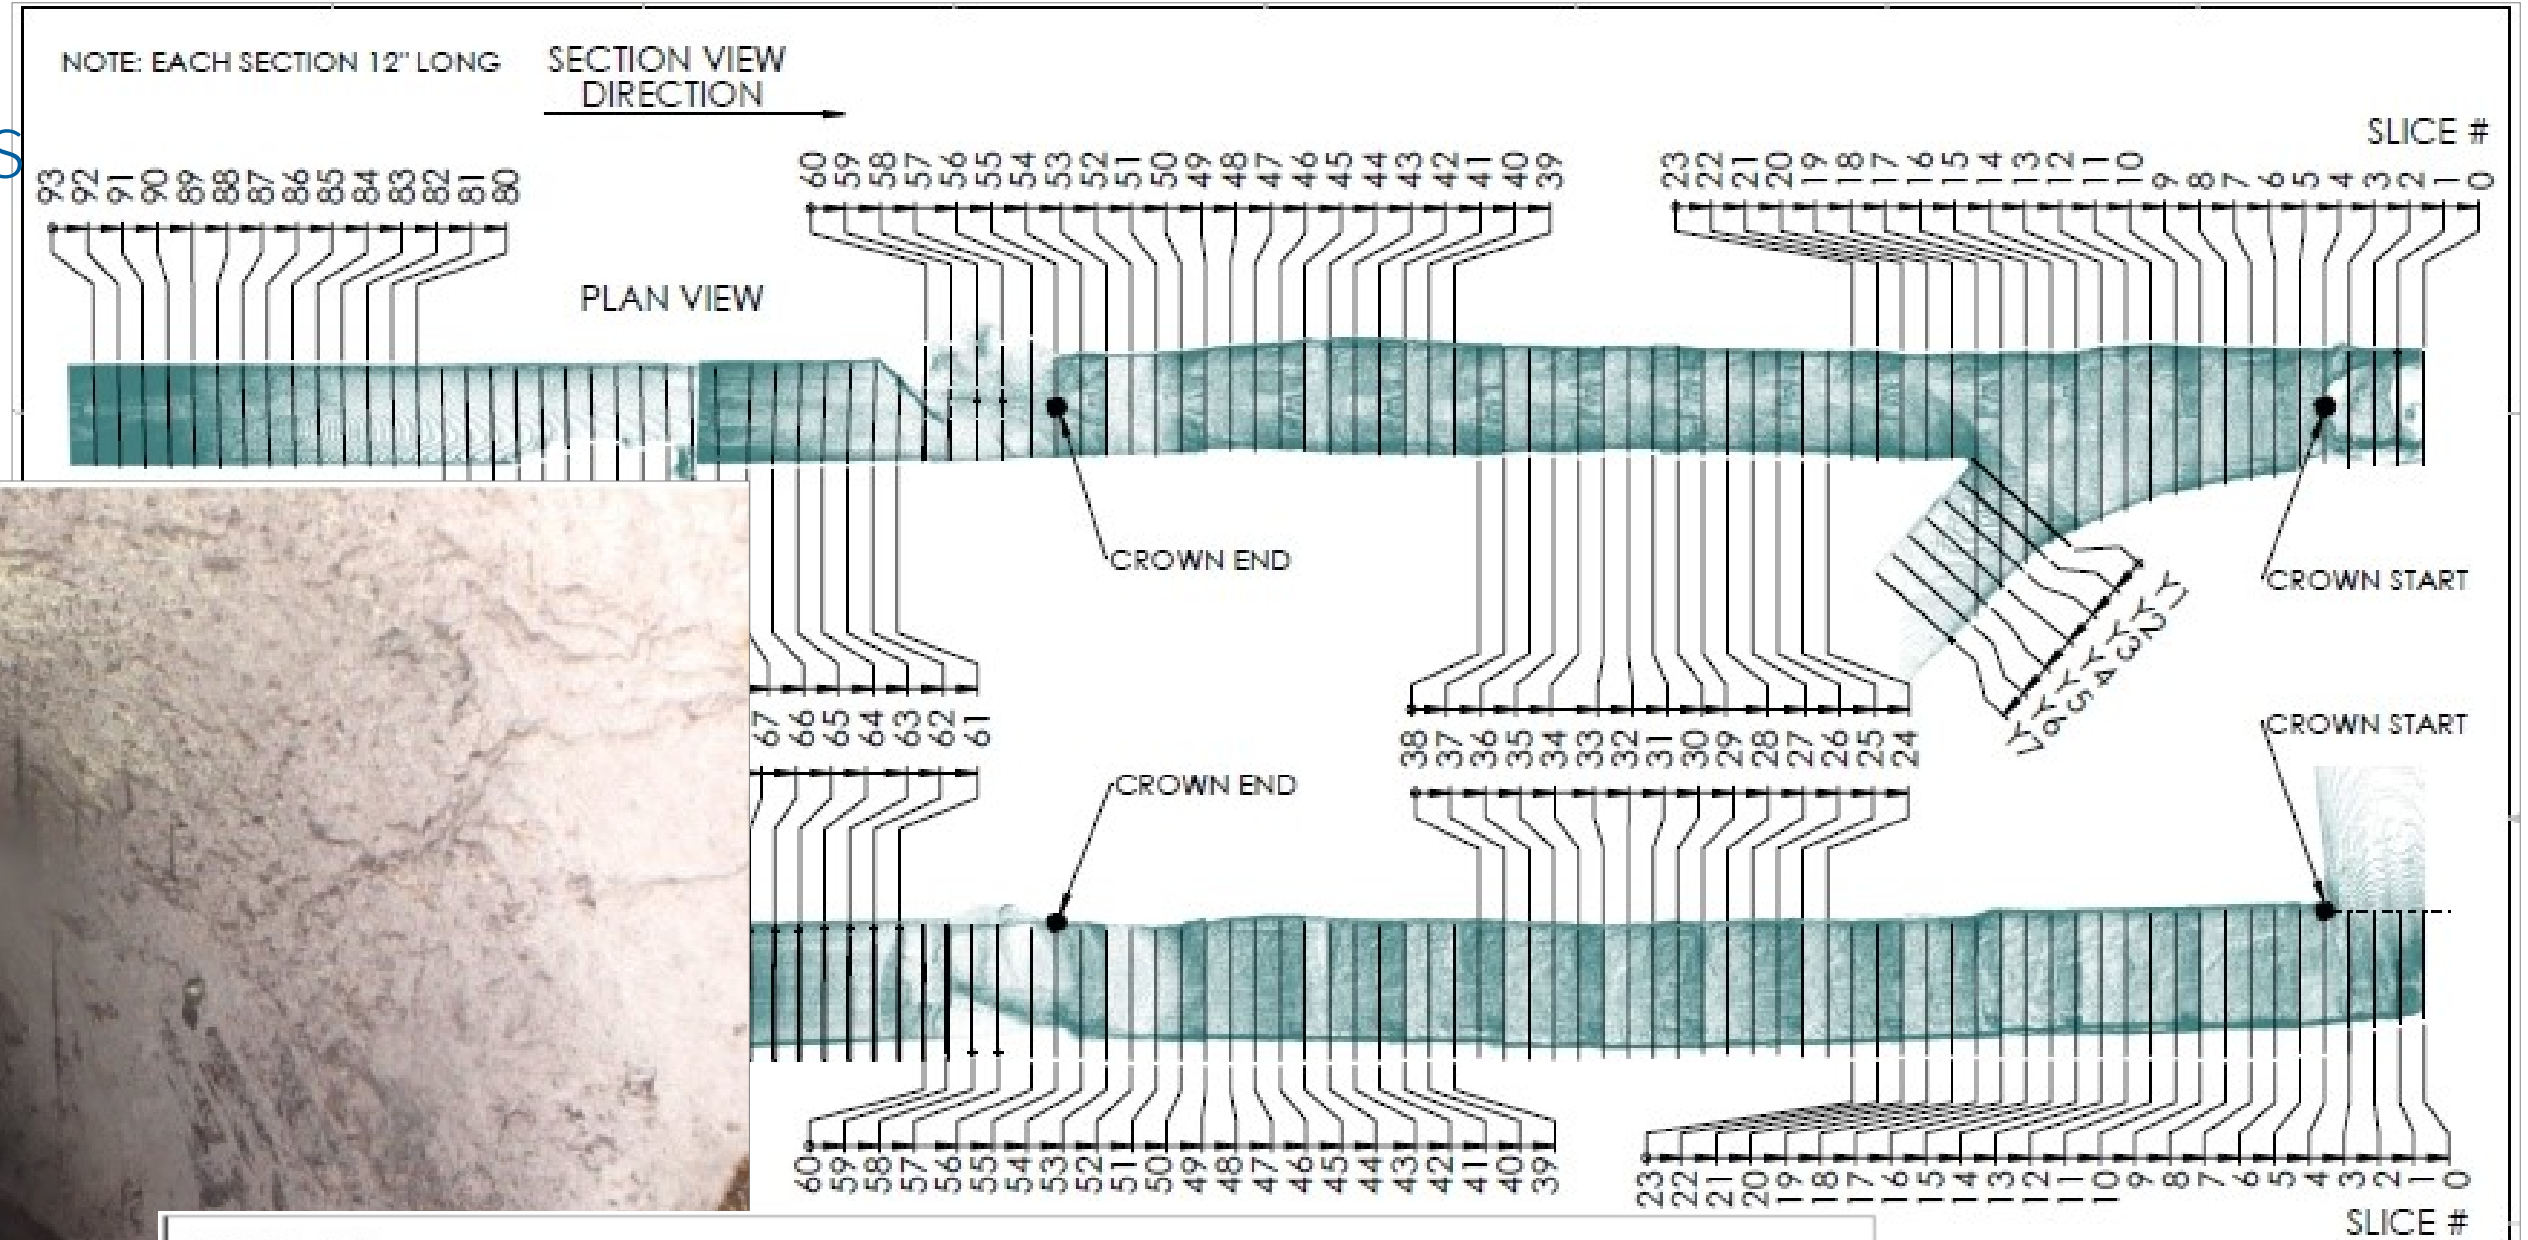 NOTE: EACH SECTION 12" LONG
SECTION VIEW
DIRECTION
SLICE #
S
93 92 91 90 89 88 87 86 85 84 83 82 81 80
60 59 58 57 56 55 54 53 52 51 50 49 48 47 46 45 44 43 42 41 40 39
23 22 21 20 19 18 17 16 15 14 13 12 11 10 9 8 7 6 5 4 3 2 1 0
PLAN VIEW
CROWN END
CROWN START
Y1 Y2 Y3 Y4 Y5 Y6 Y7
67 66 65 64 63 62 61
38 37 36 35 34 33 32 31 30 29 28 27 26 25 24
CROWN START
CROWN END
60 59 58 57 56 55 54 53 52 51 50 49 48 47 46 45 44 43 42 41 40 39
23 22 21 20 19 18 17 16 15 14 13 12 11 10 9 8 7 6 5 4 3 2 1 0
SLICE #